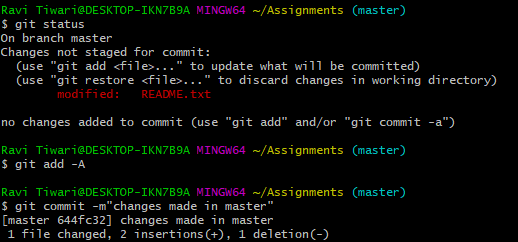 Ravi Tiwari@DESKTOP-IKN7B9A MINGW64 ~/Assignments (master)
$ git status
On branch master
Changes not staged for commit:
  (use "git add <file>..." to update what will be committed)
  (use "git restore <file>..." to discard changes in working directory)
        modified:   README.txt

no changes added to commit (use "git add" and/or "git commit -a")

Ravi Tiwari@DESKTOP-IKN7B9A MINGW64 ~/Assignments (master)
$ git add -A

Ravi Tiwari@DESKTOP-IKN7B9A MINGW64 ~/Assignments (master)
$ git commit -m"changes made in master"
[master 644fc32] changes made in master
 1 file changed, 2 insertions(+), 1 deletion(-)